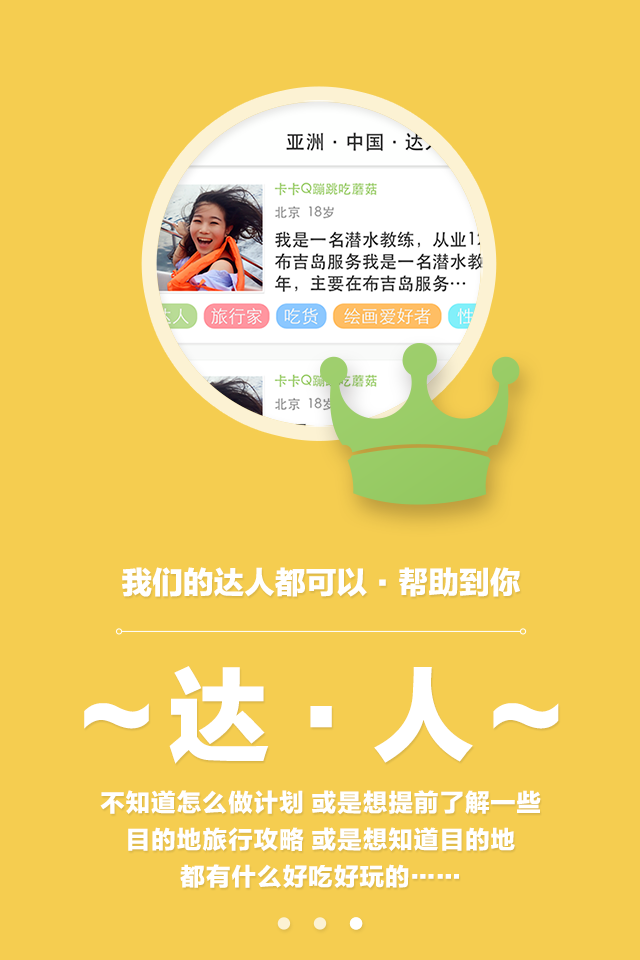 亚洲·中国·达人
卡卡Q蹦跳吃蘑菇
北京 18岁
我是一名潜水教练，从业1
布吉岛服务我是一名潜水教
年，主要在布吉岛服务…
达人 旅行家 吃货 绘画爱好者 性
卡卡Q蹦 吃蘑菇
北京 18岁
我们的达人都可以·帮助到你
~达·人~
不知道怎么做计划 或是想提前了解一些
目的地旅行攻略 或是想知道目的地
都有什么好吃好玩的……